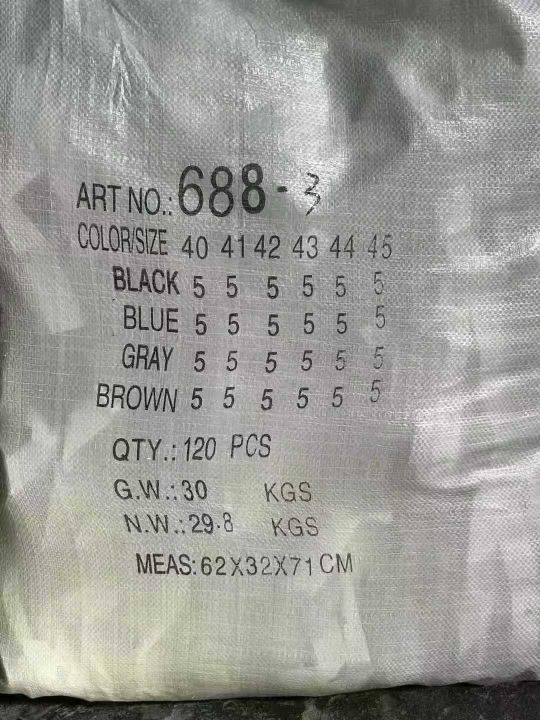 ART NO.: 688-3
COLOR/SIZE 40 41 42 43 44 45
BLACK 5 5 5 5 5 5
BLUE 5 5 5 5 5 5
GRAY 5 5 5 5 5 5
BROWN 5 5 5 5 5 5
QTY.: 120 PCS
G.W.: 30 KGS
N.W.: 29.8 KGS
MEAS: 62X32X71 CM